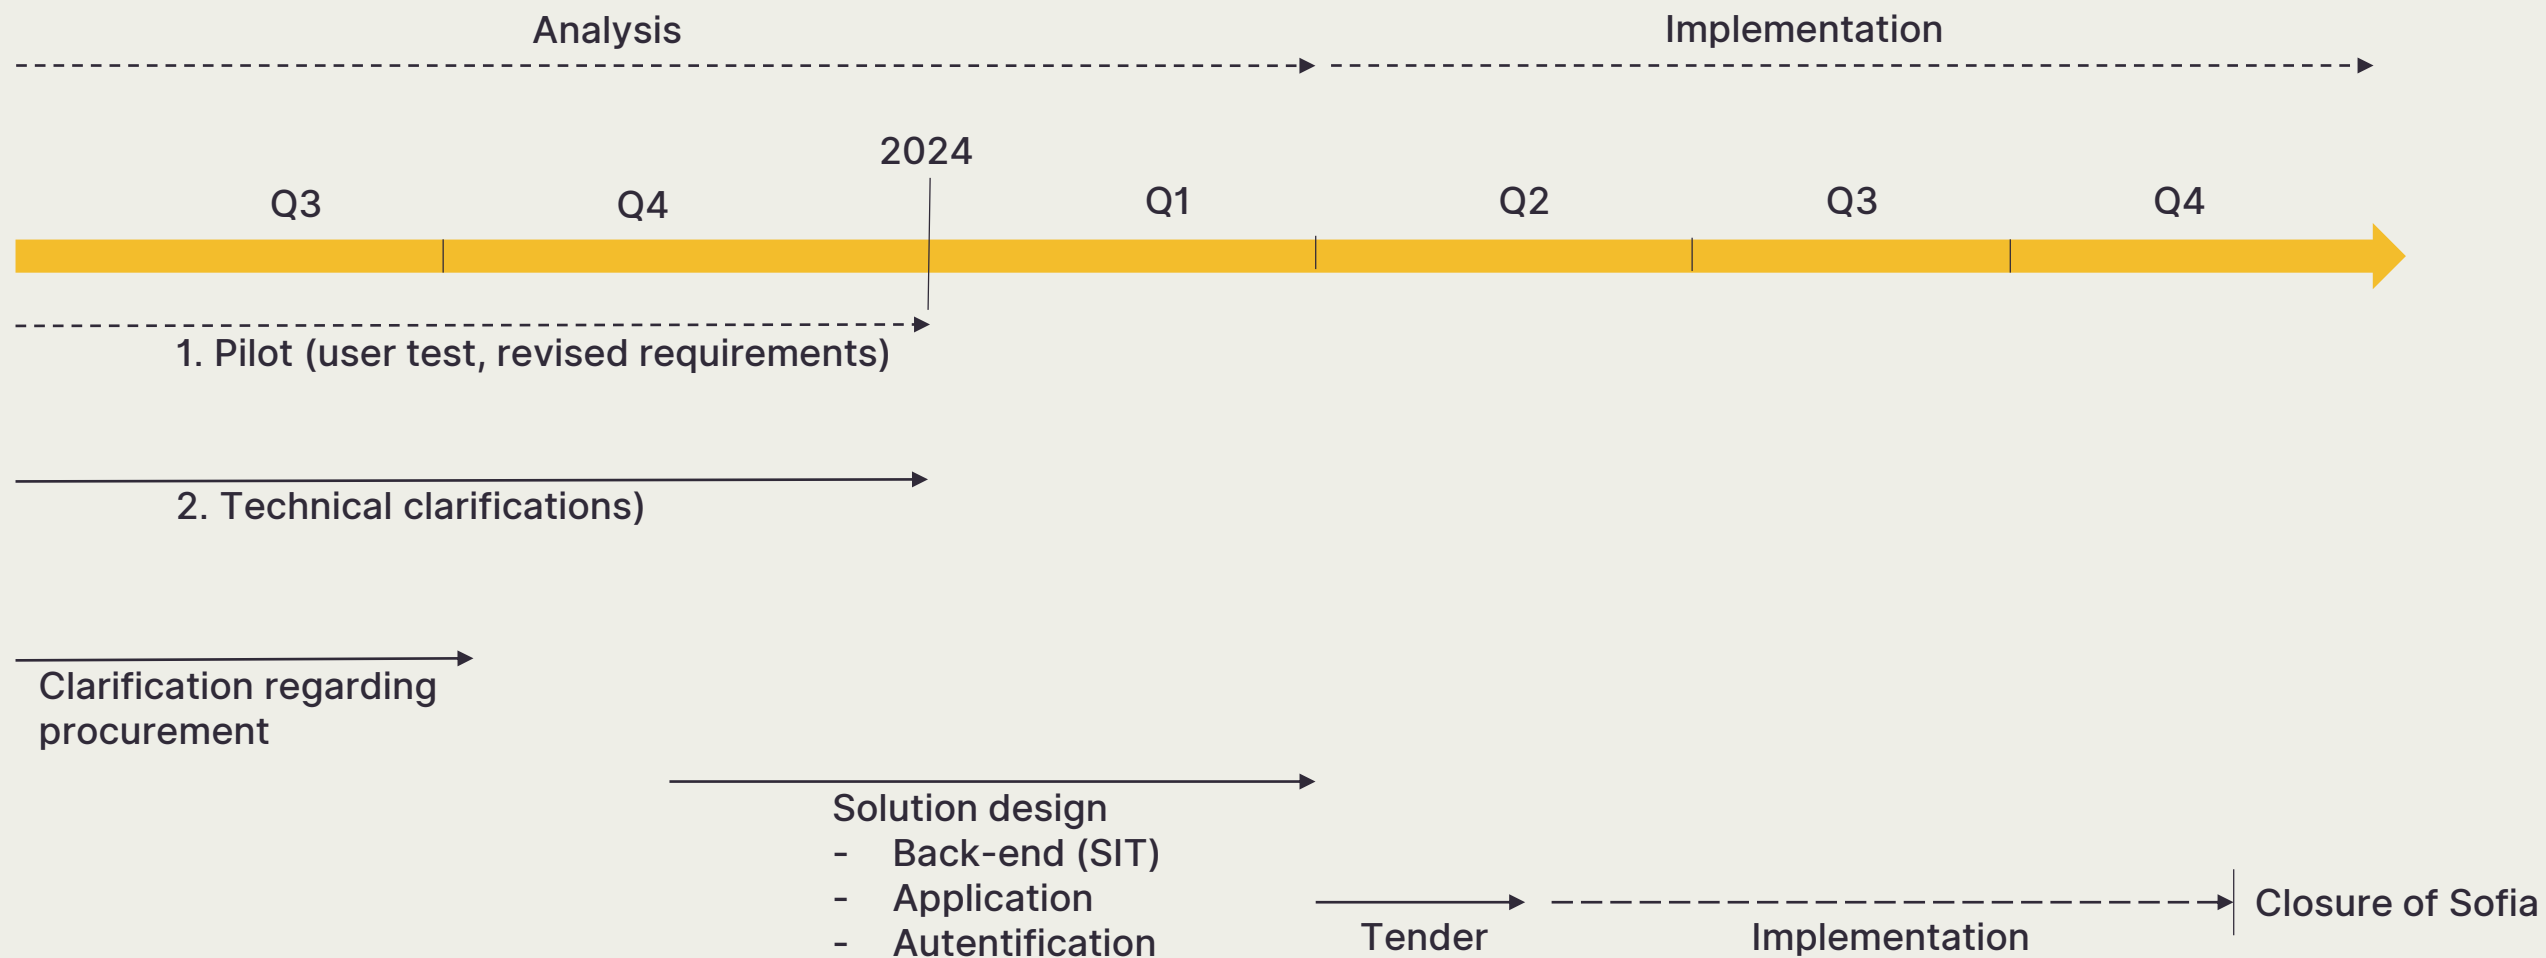 Analysis
Implementation
2024
Q3
Q4
Q1
Q2
Q3
Q4
1. Pilot (user test, revised requirements)
2. Technical clarifications)
Clarification regarding
procurement
Solution design
- Back-end (SIT)
- Application
- Autentification
Tender
Implementation
Closure of Sofia